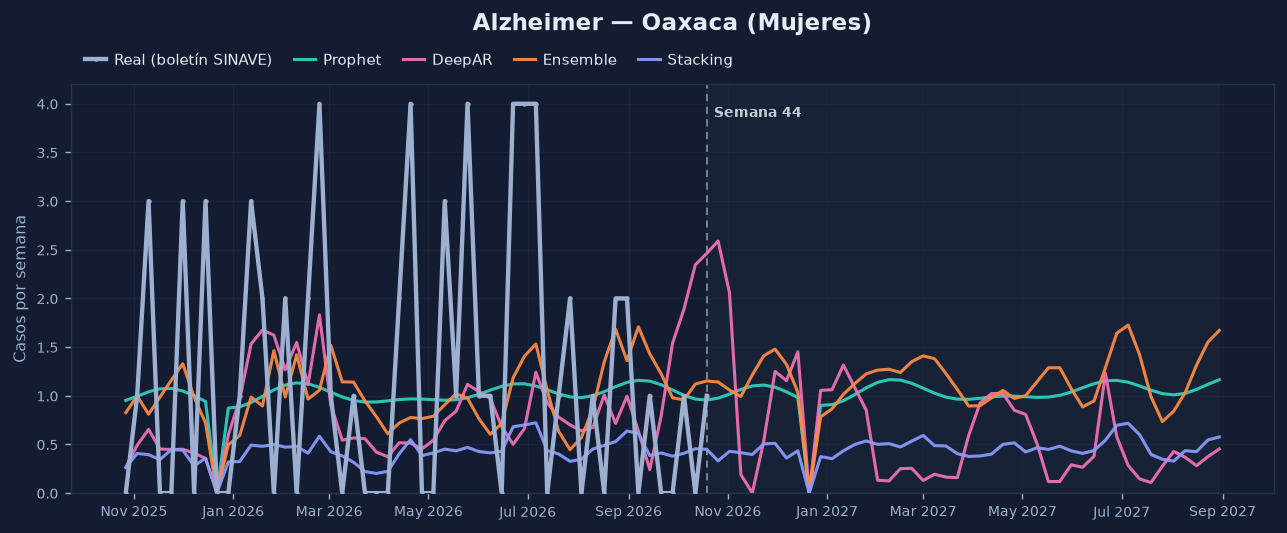 Alzheimer — Oaxaca (Mujeres)
Real (boletín SINAVE) Prophet DeepAR Ensemble Stacking
Semana 44
Casos por semana
4.0
3.5
3.0
2.5
2.0
1.5
1.0
0.5
0.0
Nov 2025 Jan 2026 Mar 2026 May 2026 Jul 2026 Sep 2026 Nov 2026 Jan 2027 Mar 2027 May 2027 Jul 2027 Sep 2027